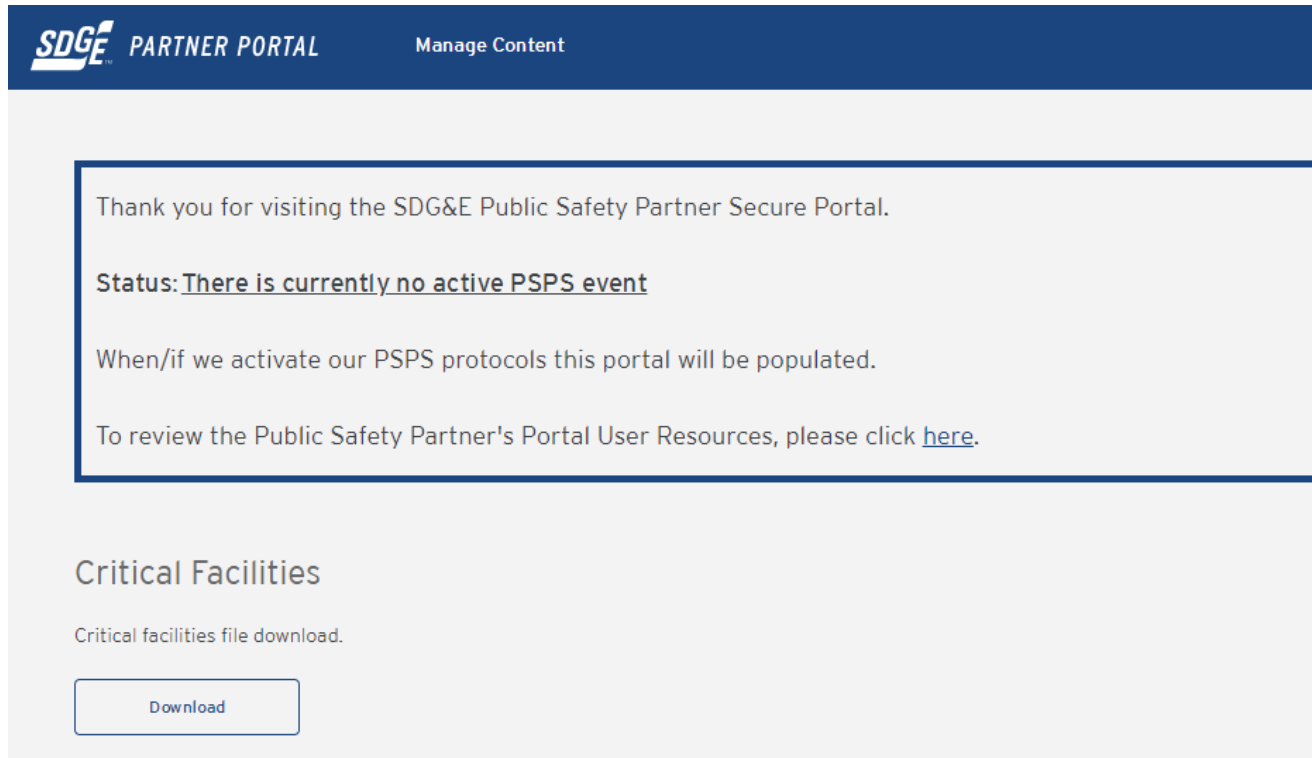 SDGE™ PARTNER PORTAL Manage Content
Thank you for visiting the SDG&E Public Safety Partner Secure Portal.
Status: There is currently no active PSPS event
When/if we activate our PSPS protocols this portal will be populated.
To review the Public Safety Partner's Portal User Resources, please click here.
Critical Facilities
Critical facilities file download.
Download